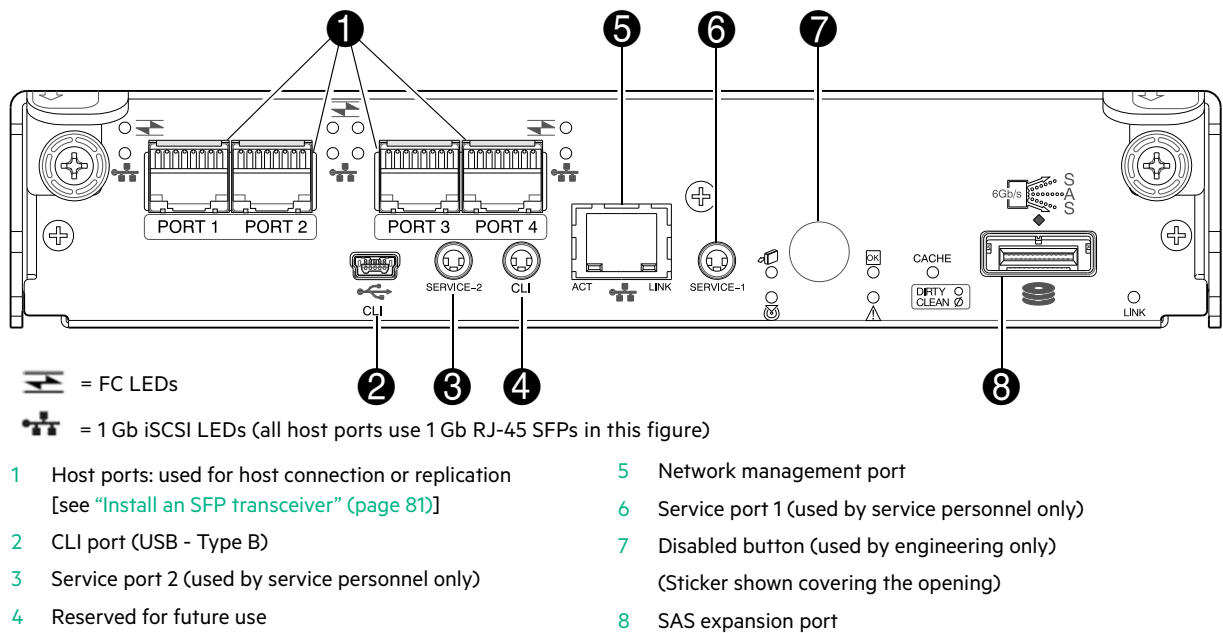 1 5 6 7
6Gb/s S A S
PORT 1 PORT 2 PORT 3 PORT 4
OK CACHE
ACT LINK SERVICE-1
SERVICE-2 CLI
DIRTY
CLEAN
CLI
LINK
2 3 4 8
= FC LEDs
= 1 Gb iSCSI LEDs (all host ports use 1 Gb RJ-45 SFPs in this figure)
1 Host ports: used for host connection or replication
[see “Install an SFP transceiver” (page 81)]
2 CLI port (USB - Type B)
3 Service port 2 (used by service personnel only)
4 Reserved for future use
5 Network management port
6 Service port 1 (used by service personnel only)
7 Disabled button (used by engineering only)
(Sticker shown covering the opening)
8 SAS expansion port